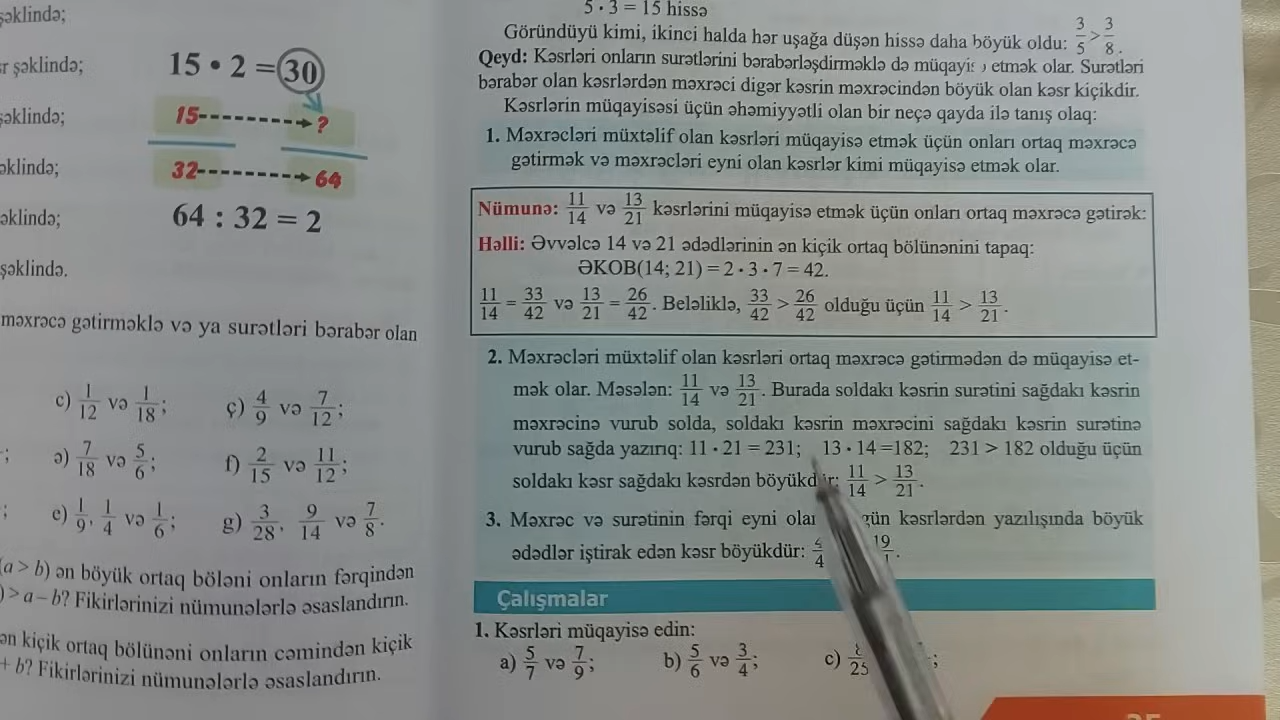 şəklində;
r şəklində;
şəklində;
əklində;
əklində;
şəklində.
15 • 2 = 30
15 ?
32 64
64 : 32 = 2
məxrəcə gətirməklə və ya surətləri bərabər olan
c) 1/12 və 1/18; ç) 4/9 və 7/12;
; ə) 7/18 və 5/6; f) 2/15 və 11/12;
; e) 1/9, 1/4 və 1/6; g) 3/28, 9/14 və 7/8.
(a > b) ən böyük ortaq böləni onların fərqindən
) > a – b? Fikirlərinizi nümunələrlə əsaslandırın.
ən kiçik ortaq bölünəni onların cəmindən kiçik
+ b? Fikirlərinizi nümunələrlə əsaslandırın.
5 • 3 = 15 hissə
Göründüyü kimi, ikinci halda hər uşağa düşən hissə daha böyük oldu: 3/5 > 3/8.
Qeyd: Kəsrləri onların surətlərini bərabərləşdirməklə də etmək olar. Surətləri
bərabər olan kəsrlərdən məxrəci digər kəsrin məxrəcindən böyük olan kəsr kiçikdir.
Kəsrlərin müqayisəsi üçün əhəmiyyətli olan bir neçə qayda ilə tanış olaq:
1. Məxrəcləri müxtəlif olan kəsrləri müqayisə etmək üçün onları ortaq məxrəcə
gətirmək və məxrəcləri eyni olan kəsrlər kimi müqayisə etmək olar.
Nümunə: 11/14 və 13/21 kəsrlərini müqayisə etmək üçün onları ortaq məxrəcə gətirək:
Həlli: Əvvəlcə 14 və 21 ədədlərinin ən kiçik ortaq bölünənini tapaq:
ƏKOB(14; 21) = 2 • 3 • 7 = 42.
11/14 = 33/42 və 13/21 = 26/42. Beləliklə, 33/42 > 26/42 olduğu üçün 11/14 > 13/21.
2. Məxrəcləri müxtəlif olan kəsrləri ortaq məxrəcə gətirmədən də müqayisə et-
mək olar. Məsələn: 11/14 və 13/21. Burada soldakı kəsrin surətini sağdakı kəsrin
məxrəcinə vurub solda, soldakı kəsrin məxrəcini sağdakı kəsrin surətinə
vurub sağda yazırıq: 11 • 21 = 231; 13 • 14 =182; 231 > 182 olduğu üçün
soldakı kəsr sağdakı kəsrdən 11/14 > 13/21.
3. Məxrəc və surətinin fərqi eyni kəsrlərdən yazılışında böyük
ədədlər iştirak edən kəsr böyükdür:
Çalışmalar
1. Kəsrləri müqayisə edin:
a) 5/7 və 7/9; b) 5/6 və 3/4; c)